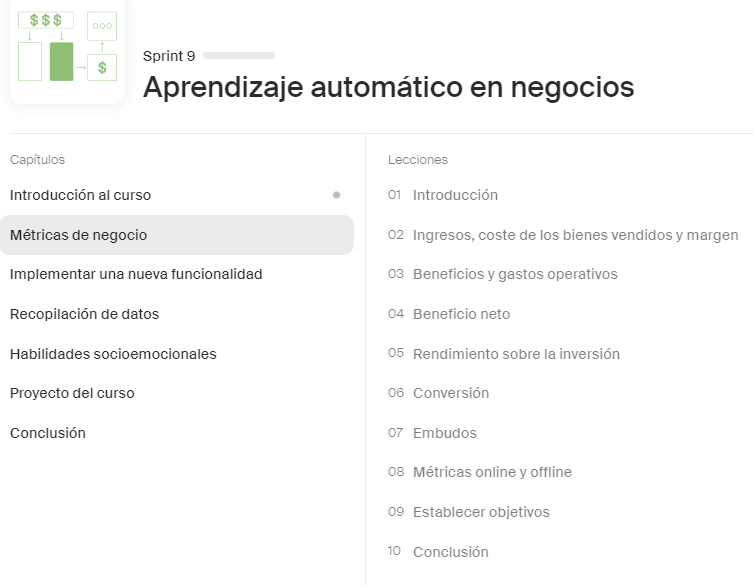 $ $ $
$
Sprint 9
Aprendizaje automático en negocios
Capítulos
Introducción al curso
Métricas de negocio
Implementar una nueva funcionalidad
Recopilación de datos
Habilidades socioemocionales
Proyecto del curso
Conclusión
Lecciones
01 Introducción
02 Ingresos, coste de los bienes vendidos y margen
03 Beneficios y gastos operativos
04 Beneficio neto
05 Rendimiento sobre la inversión
06 Conversión
07 Embudos
08 Métricas online y offline
09 Establecer objetivos
10 Conclusión